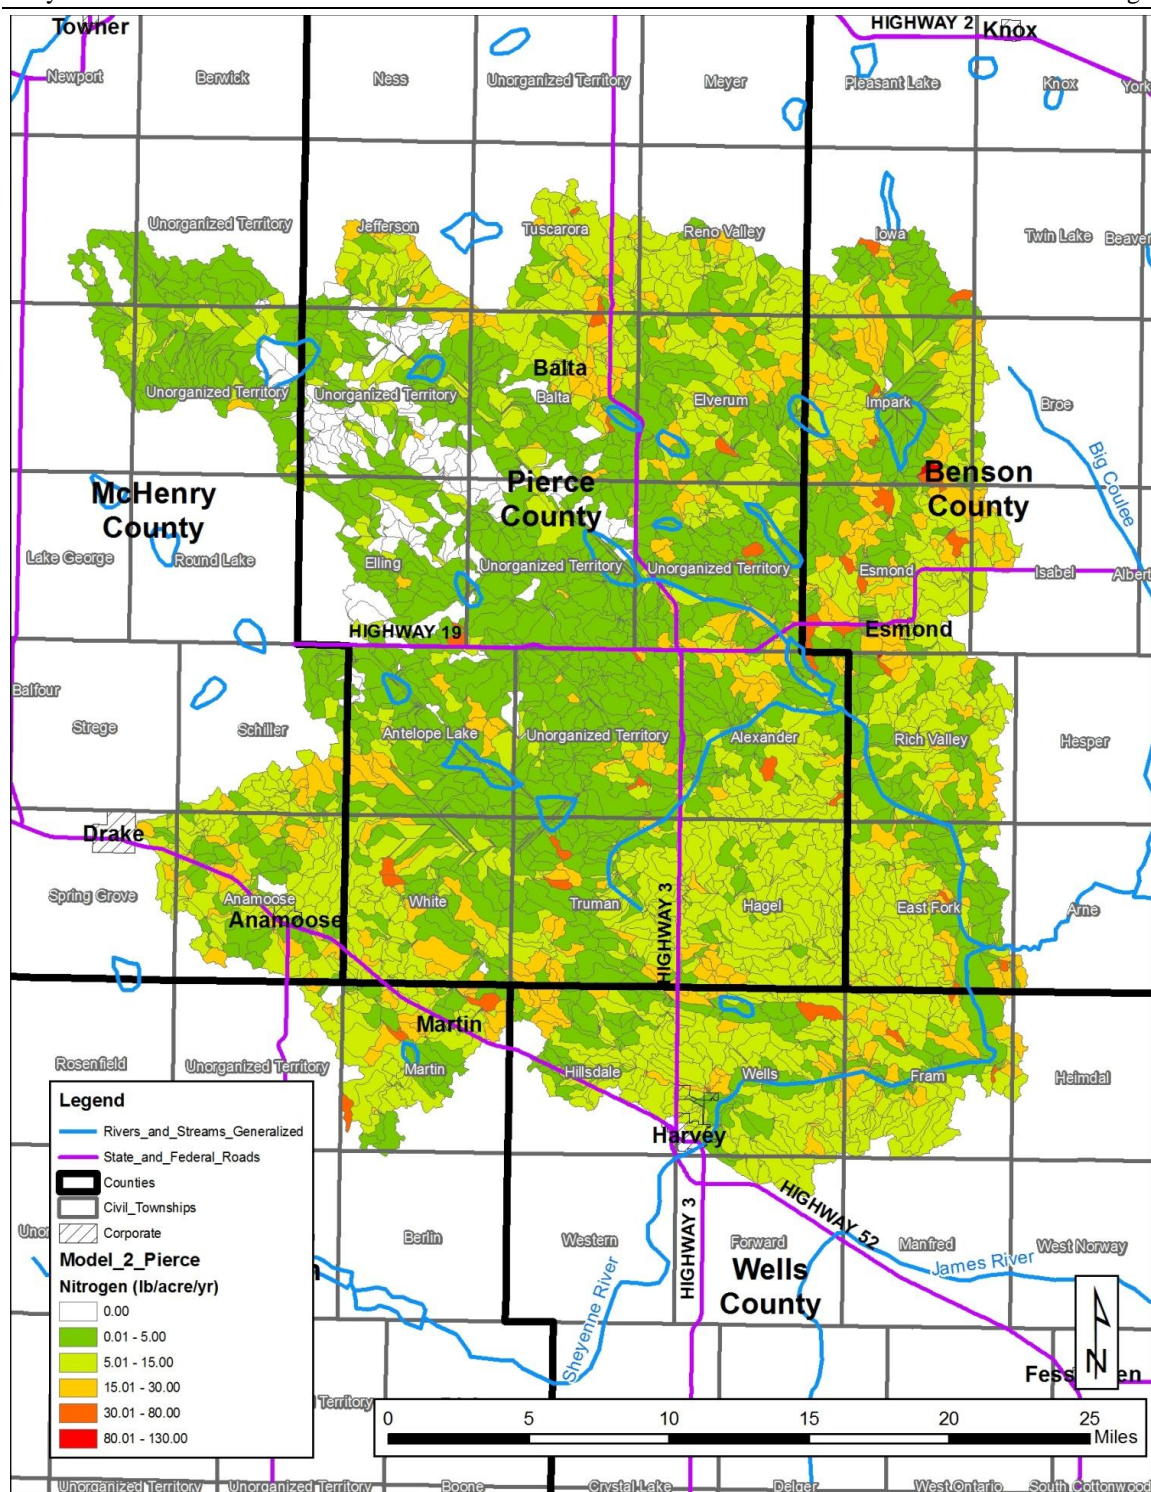 Towner
HIGHWAY 2
Knox
Newport
Berwick
Ness
Unorganized Territory
Meyer
Pleasant Lake
Knox
York
Unorganized Territory
Jefferson
Tuscarora
Reno Valley
Iowa
Twin Lake
Beaver
Balta
Unorganized Territory
Unorganized Territory
Balta
Elverum
Impark
Broe
Big Coulee
McHenry
County
Pierce
County
Benson
County
Lake George
Round Lake
Elling
Unorganized Territory
Unorganized Territory
Esmond
Isabel
Albert
HIGHWAY 19
Esmond
Balfour
Strege
Schiller
Antelope Lake
Unorganized Territory
Alexander
Rich Valley
Hesper
Drake
Spring Grove
Anamoose
Anamoose
White
Truman
HIGHWAY 3
Hagel
East Fork
Arne
Martin
Rosenfield
Unorganized Territory
Martin
Hillsdale
Wells
Fram
Heimdal
Harvey
Legend
Rivers_and_Streams_Generalized
State_and_Federal_Roads
Counties
Civil_Townships
Corporate
Model_2_Pierce
Nitrogen (lb/acre/yr)
0.00
0.01 - 5.00
5.01 - 15.00
15.01 - 30.00
30.01 - 80.00
80.01 - 130.00
Berlin
Western
HIGHWAY 3
Forward
HIGHWAY 52
Manfred
West Norway
Wells
County
James River
Sheyenne River
N
Territory
0 5 10 15 20 25
Miles
Unorganized Territory
Unorganized Territory
Boone
Crystal Lake
Delger
West Ontario
South Cottonwood